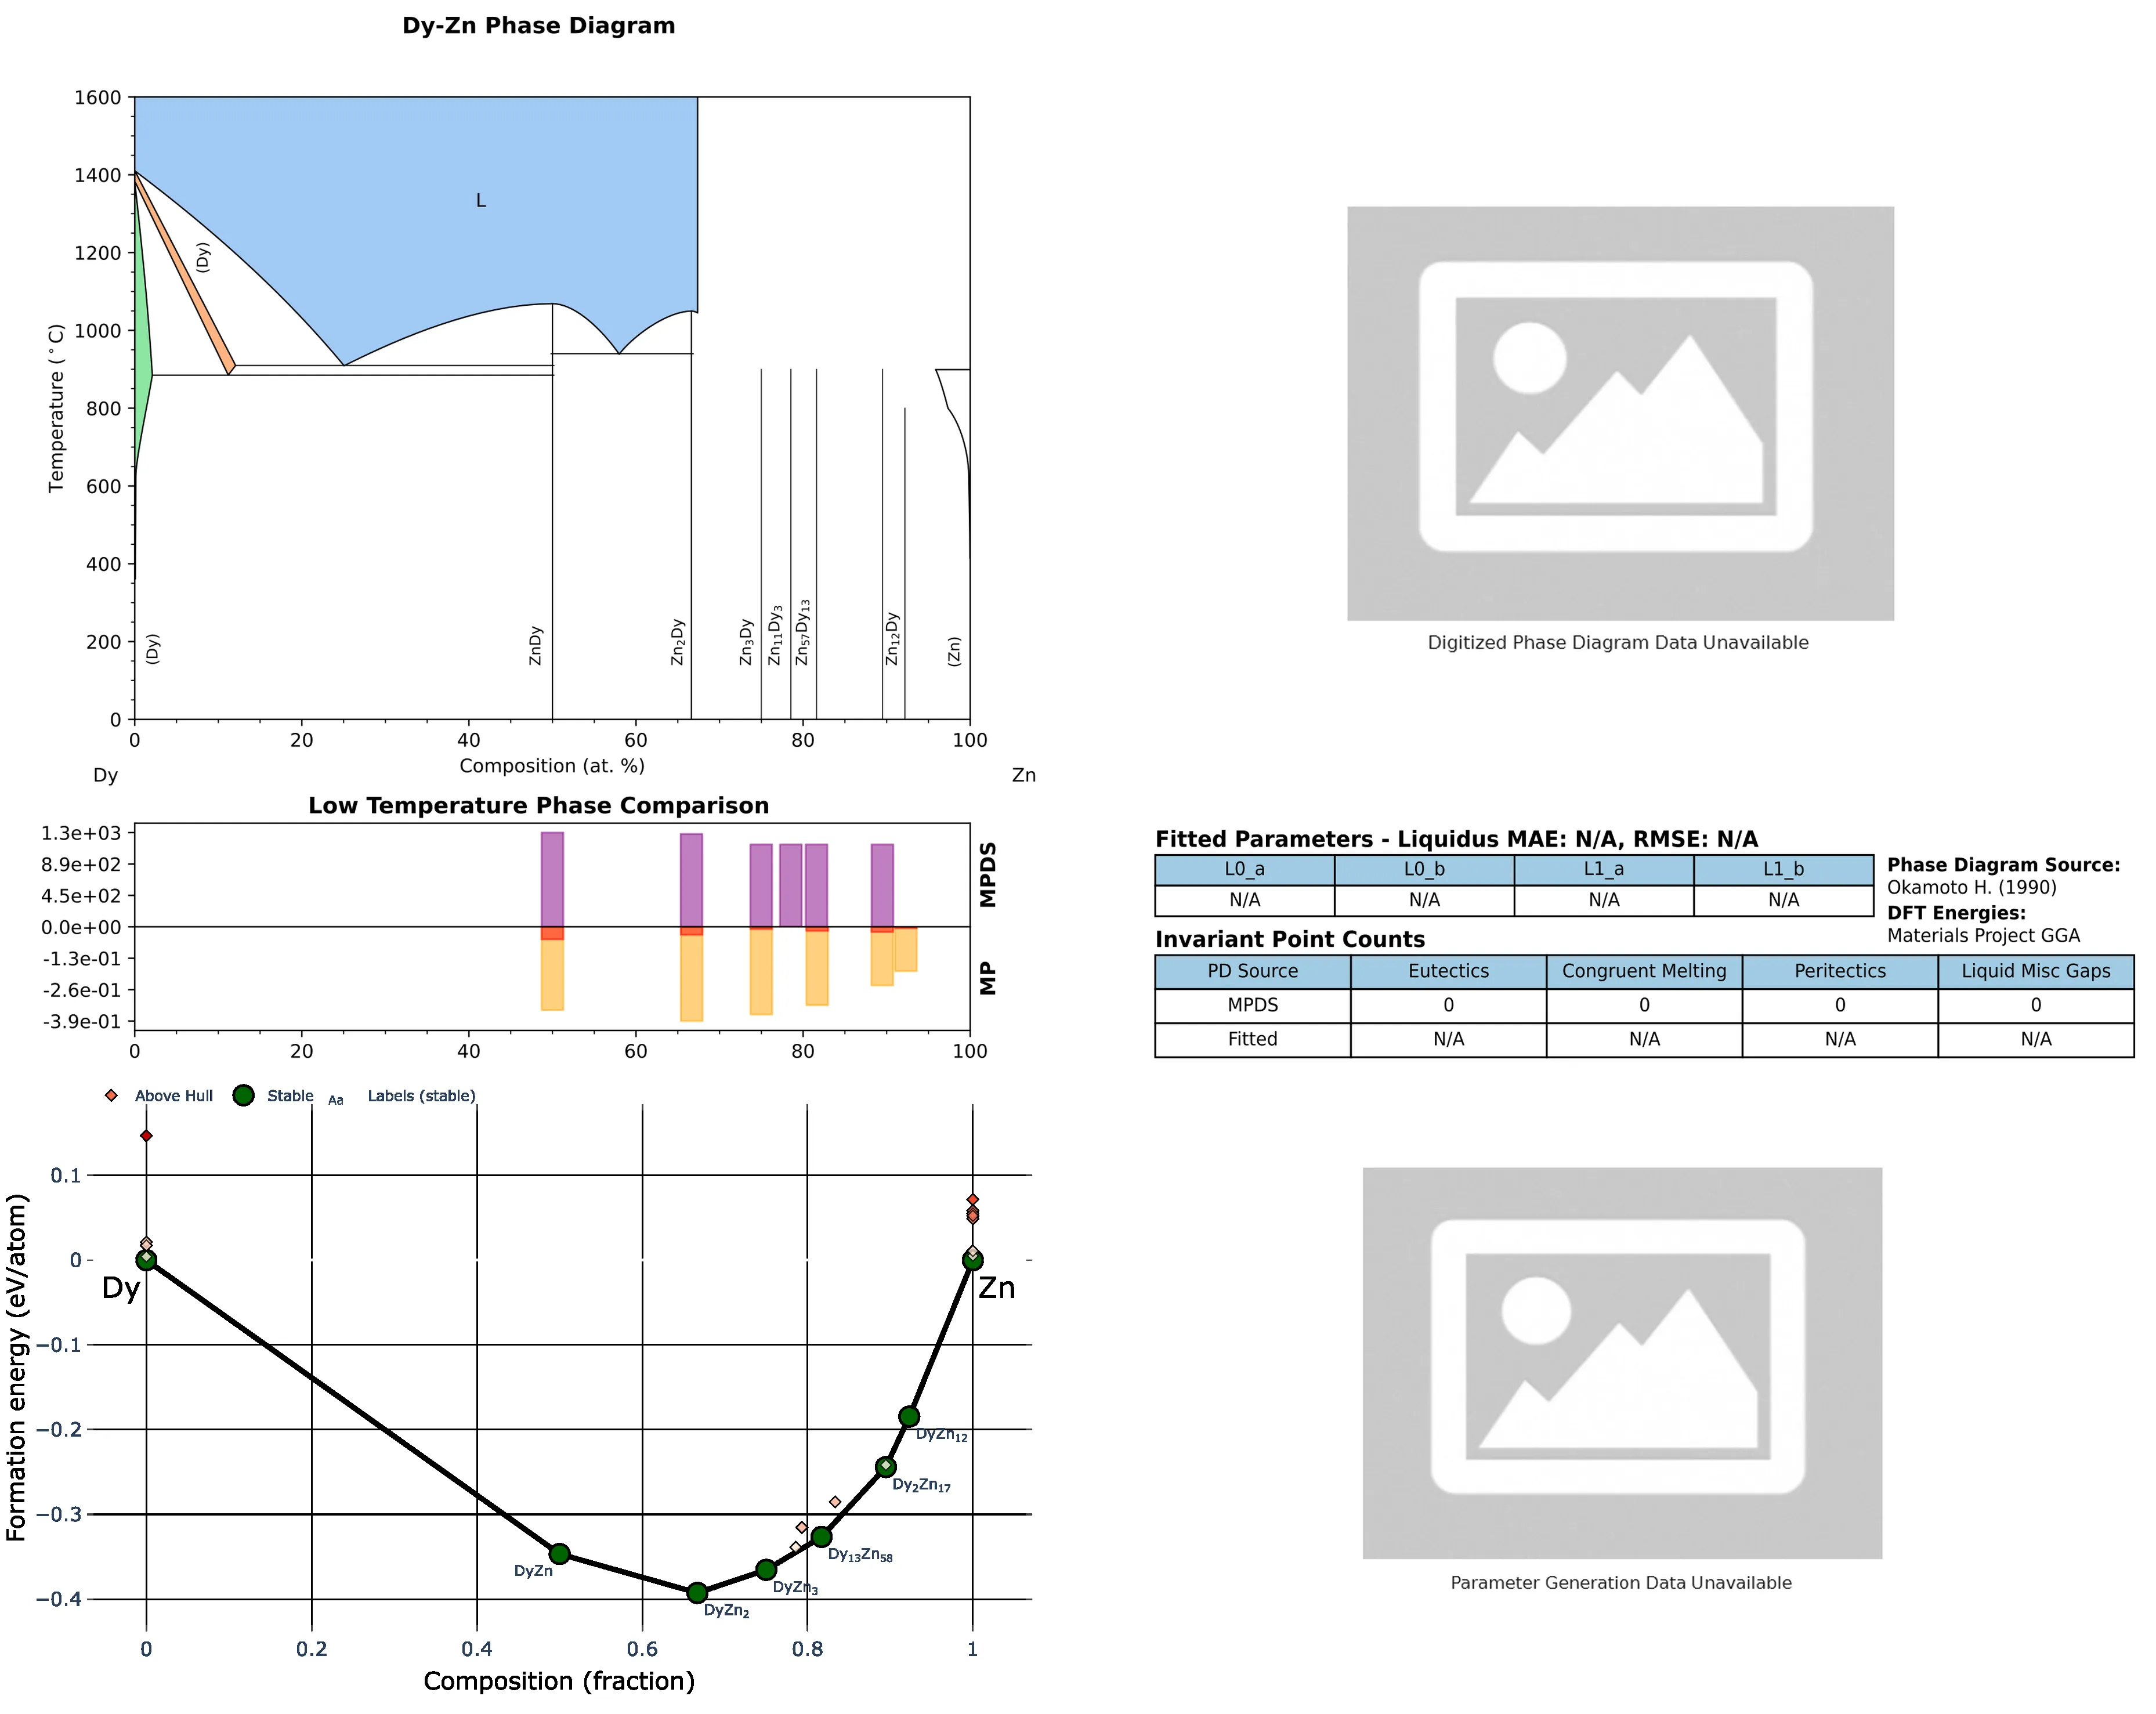 Dy-Zn Phase Diagram
1600
1400
1200
1000
800
600
400
200
0
Temperature (°C)
L
(Dy)
(Dy)
ZnDy
Zn₂Dy
Zn₃Dy
Zn₁₁Dy₃
Zn₅₇Dy₁₃
Zn₁₂Dy
(Zn)
0 20 40 60 80 100
Composition (at. %)
Dy Zn
Digitized Phase Diagram Data Unavailable
Low Temperature Phase Comparison
1.3e+03
8.9e+02
4.5e+02
0.0e+00
-1.3e-01
-2.6e-01
-3.9e-01
MPDS
MP
0 20 40 60 80 100
Fitted Parameters - Liquidus MAE: N/A, RMSE: N/A
L0_a L0_b L1_a L1_b
N/A N/A N/A N/A
Phase Diagram Source:
Okamoto H. (1990)
DFT Energies:
Materials Project GGA
Invariant Point Counts
PD Source Eutectics Congruent Melting Peritectics Liquid Misc Gaps
MPDS 0 0 0 0
Fitted N/A N/A N/A N/A
Above Hull Stable Aa Labels (stable)
0.1
0
−0.1
−0.2
−0.3
−0.4
Formation energy (eV/atom)
Dy
Zn
DyZn₁₂
Dy₂Zn₁₇
Dy₁₃Zn₅₈
DyZn
DyZn₃
DyZn₂
0 0.2 0.4 0.6 0.8 1
Composition (fraction)
Parameter Generation Data Unavailable